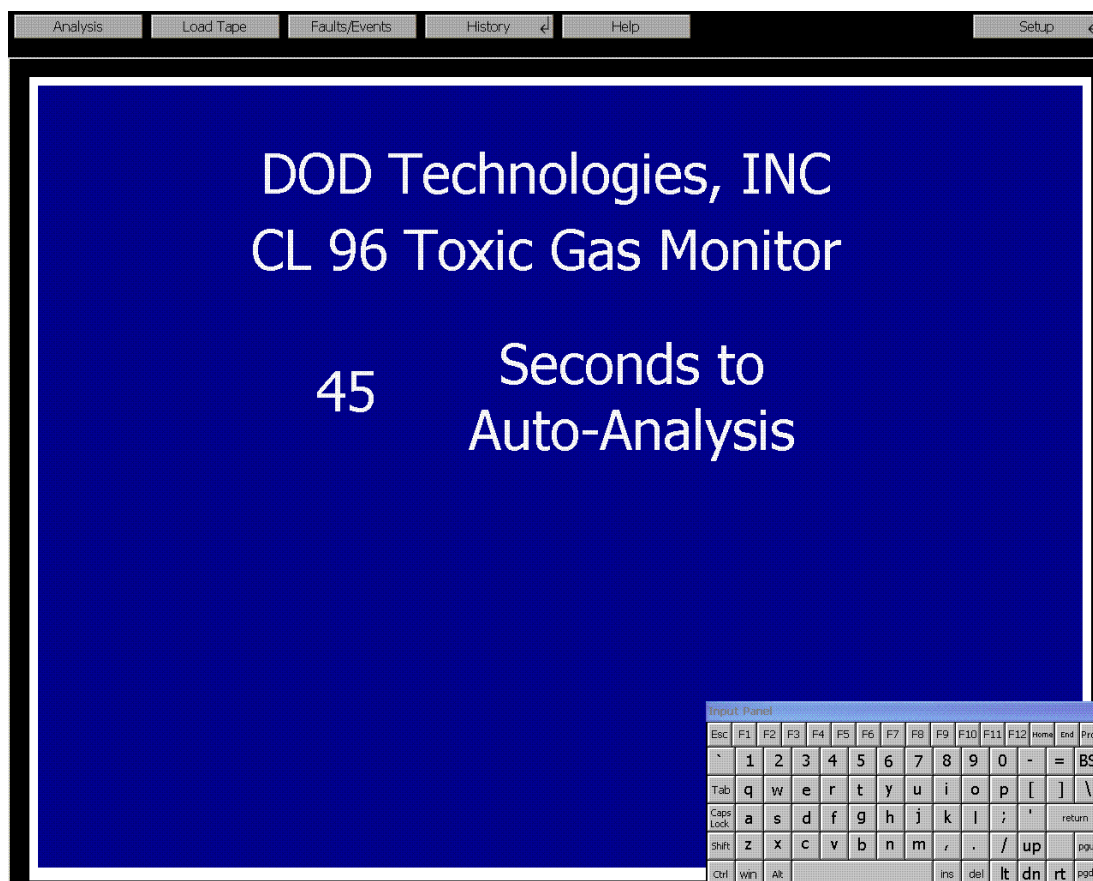 Analysis Load Tape Faults/Events History Help Setup
DOD Technologies, INC
CL 96 Toxic Gas Monitor
45 Seconds to
Auto-Analysis
Input Panel
Esc F1 F2 F3 F4 F5 F6 F7 F8 F9 F10 F11 F12 Home End
` 1 2 3 4 5 6 7 8 9 0 - = BS
Tab q w e r t y u i o p [ ] \
Caps Lock a s d f g h j k l ; ' return
Shift z x c v b n m , . / up pgu
Ctrl win Alt ins del lt dn rt pgd